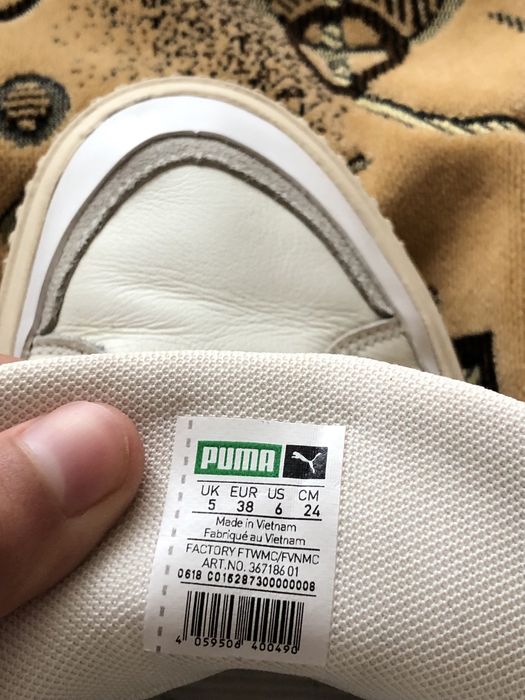 PUMA
UK EUR US CM
5 38 6 24
Made in Vietnam
Fabriqué au Vietnam
FACTORY FTWMC/FVNMC
ART.NO. 367186 01
0618 C015287300000008
4 059506 400490